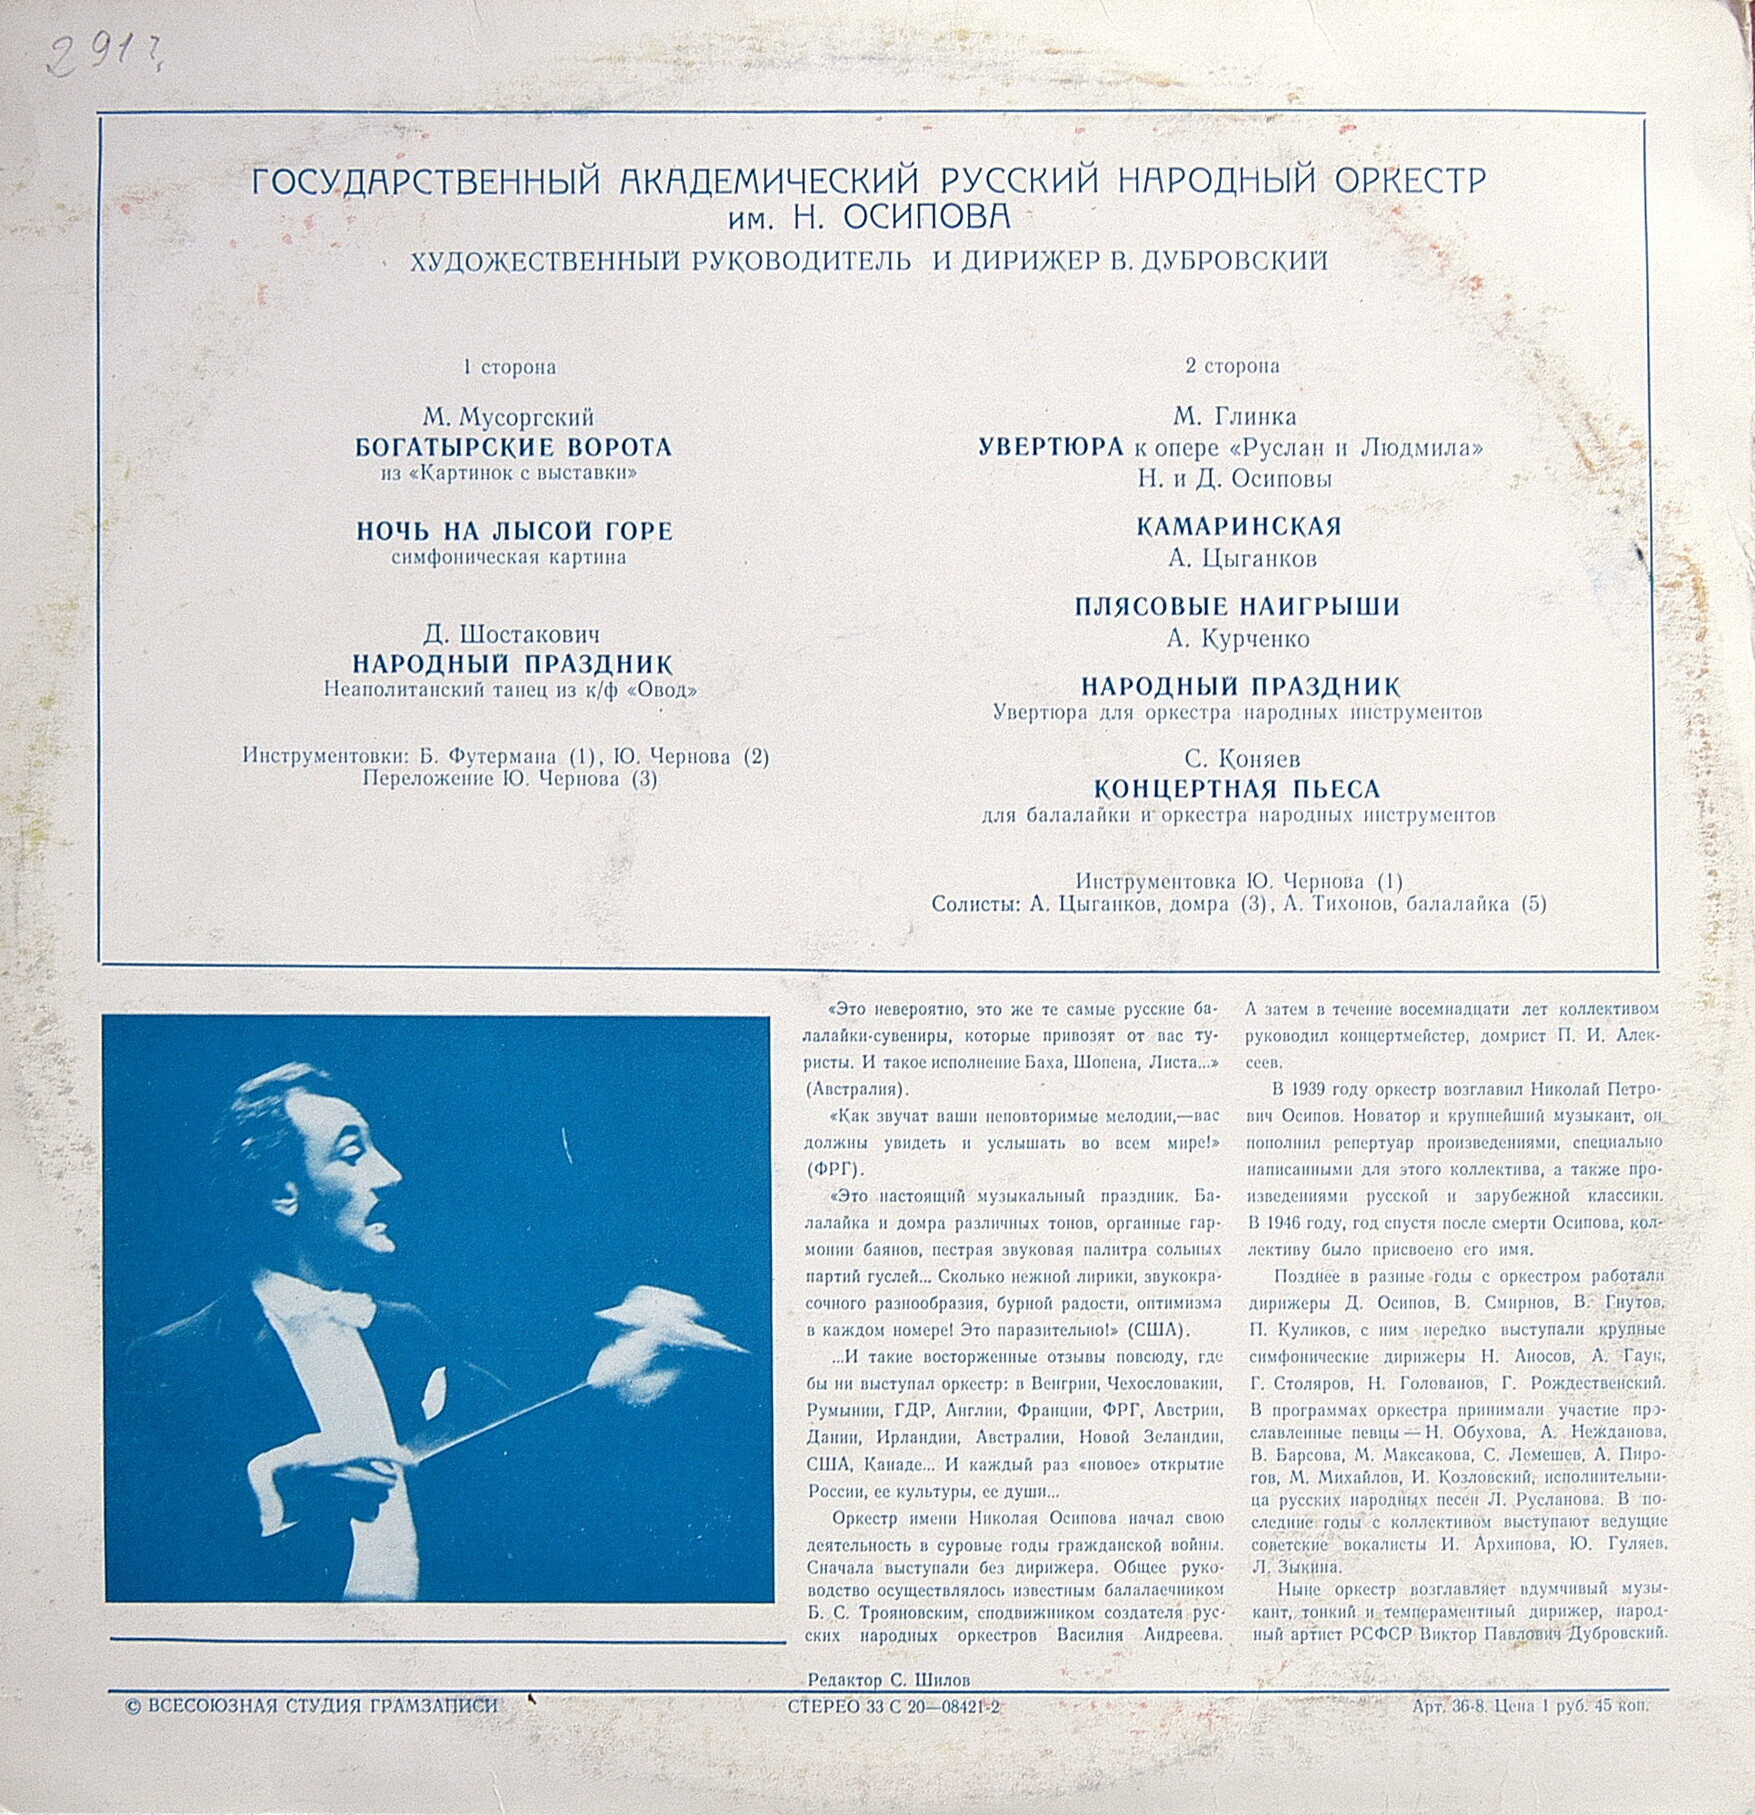 291
ГОСУДАРСТВЕННЫЙ АКАДЕМИЧЕСКИЙ РУССКИЙ НАРОДНЫЙ ОРКЕСТР
им. Н. ОСИПОВА
ХУДОЖЕСТВЕННЫЙ РУКОВОДИТЕЛЬ И ДИРИЖЕР В. ДУБРОВСКИЙ
1 сторона
М. Мусоргский
БОГАТЫРСКИЕ ВОРОТА
из «Картинок с выставки»
НОЧЬ НА ЛЫСОЙ ГОРЕ
симфоническая картина
Д. Шостакович
НАРОДНЫЙ ПРАЗДНИК
Неаполитанский танец из к/ф «Овод»
Инструментовки: Б. Футермана (1), Ю. Чернова (2)
Переложение Ю. Чернова (3)
2 сторона
М. Глинка
УВЕРТЮРА к опере «Руслан и Людмила»
Н. и Д. Осиповы
КАМАРИНСКАЯ
А. Цыганков
ПЛЯСОВЫЕ НАИГРЫШИ
А. Курченко
НАРОДНЫЙ ПРАЗДНИК
Увертюра для оркестра народных инструментов
С. Коняев
КОНЦЕРТНАЯ ПЬЕСА
для балалайки и оркестра народных инструментов
Инструментовка Ю. Чернова (1)
Солисты: А. Цыганков, домра (3), А. Тихонов, балалайка (5)
«Это невероятно, это же те самые русские ба-
лалайки-сувениры, которые привозят от вас ту-
ристы. И такое исполнение Баха, Шопена, Листа...»
(Австралия).
«Как звучат ваши неповторимые мелодии,—вас
должны увидеть и услышать во всем мире!»
(ФРГ).
«Это настоящий музыкальный праздник. Ба-
лалайка и домра различных тонов, органные гар-
монии баянов, пестрая звуковая палитра сольных
партий гуслей... Сколько нежной лирики, звукокра-
сочного разнообразия, бурной радости, оптимизма
в каждом номере! Это паразительно!» (США).
...И такие восторженные отзывы повсюду, где
бы ни выступал оркестр: в Венгрии, Чехословакии,
Румынии, ГДР, Англии, Франции, ФРГ, Австрии,
Дании, Ирландии, Австралии, Новой Зеландии,
США, Канаде... И каждый раз «новое» открытие
России, ее культуры, ее души...
Оркестр имени Николая Осипова начал свою
деятельность в суровые годы гражданской войны.
Сначала выступали без дирижера. Общее руко-
водство осуществлялось известным балалаечником
Б. С. Трояновским, сподвижником создателя рус-
ских народных оркестров Василия Андреева.
А затем в течение восемнадцати лет коллективом
руководил концертмейстер, домрист П. И. Алек-
сеев.
В 1939 году оркестр возглавил Николай Петро-
вич Осипов. Новатор и крупнейший музыкант, он
пополнил репертуар произведениями, специально
написанными для этого коллектива, а также про-
изведениями русской и зарубежной классики.
В 1946 году, год спустя после смерти Осипова, кол-
лективу было присвоено его имя.
Позднее в разные годы с оркестром работали
дирижеры Д. Осипов, В. Смирнов, В. Гнутов,
П. Куликов, с ним нередко выступали крупные
симфонические дирижеры Н. Аносов, А. Гаук,
Г. Столяров, Н. Голованов, Г. Рождественский.
В программах оркестра принимали участие про-
славленные певцы — Н. Обухова, А. Нежданова,
В. Барсова, М. Максакова, С. Лемешев, А. Пиро-
гов, М. Михайлов, И. Козловский, исполнительни-
ца русских народных песен Л. Русланова. В по-
следние годы с коллективом выступают ведущие
советские вокалисты И. Архипова, Ю. Гуляев,
Л. Зыкина.
Ныне оркестр возглавляет вдумчивый музы-
кант, тонкий и темпераментный дирижер, народ-
ный артист РСФСР Виктор Павлович Дубровский.
Редактор С. Шилов
© ВСЕСОЮЗНАЯ СТУДИЯ ГРАМЗАПИСИ
СТЕРЕО 33 С 20—08421-2
Арт. 36-8. Цена 1 руб. 45 коп.